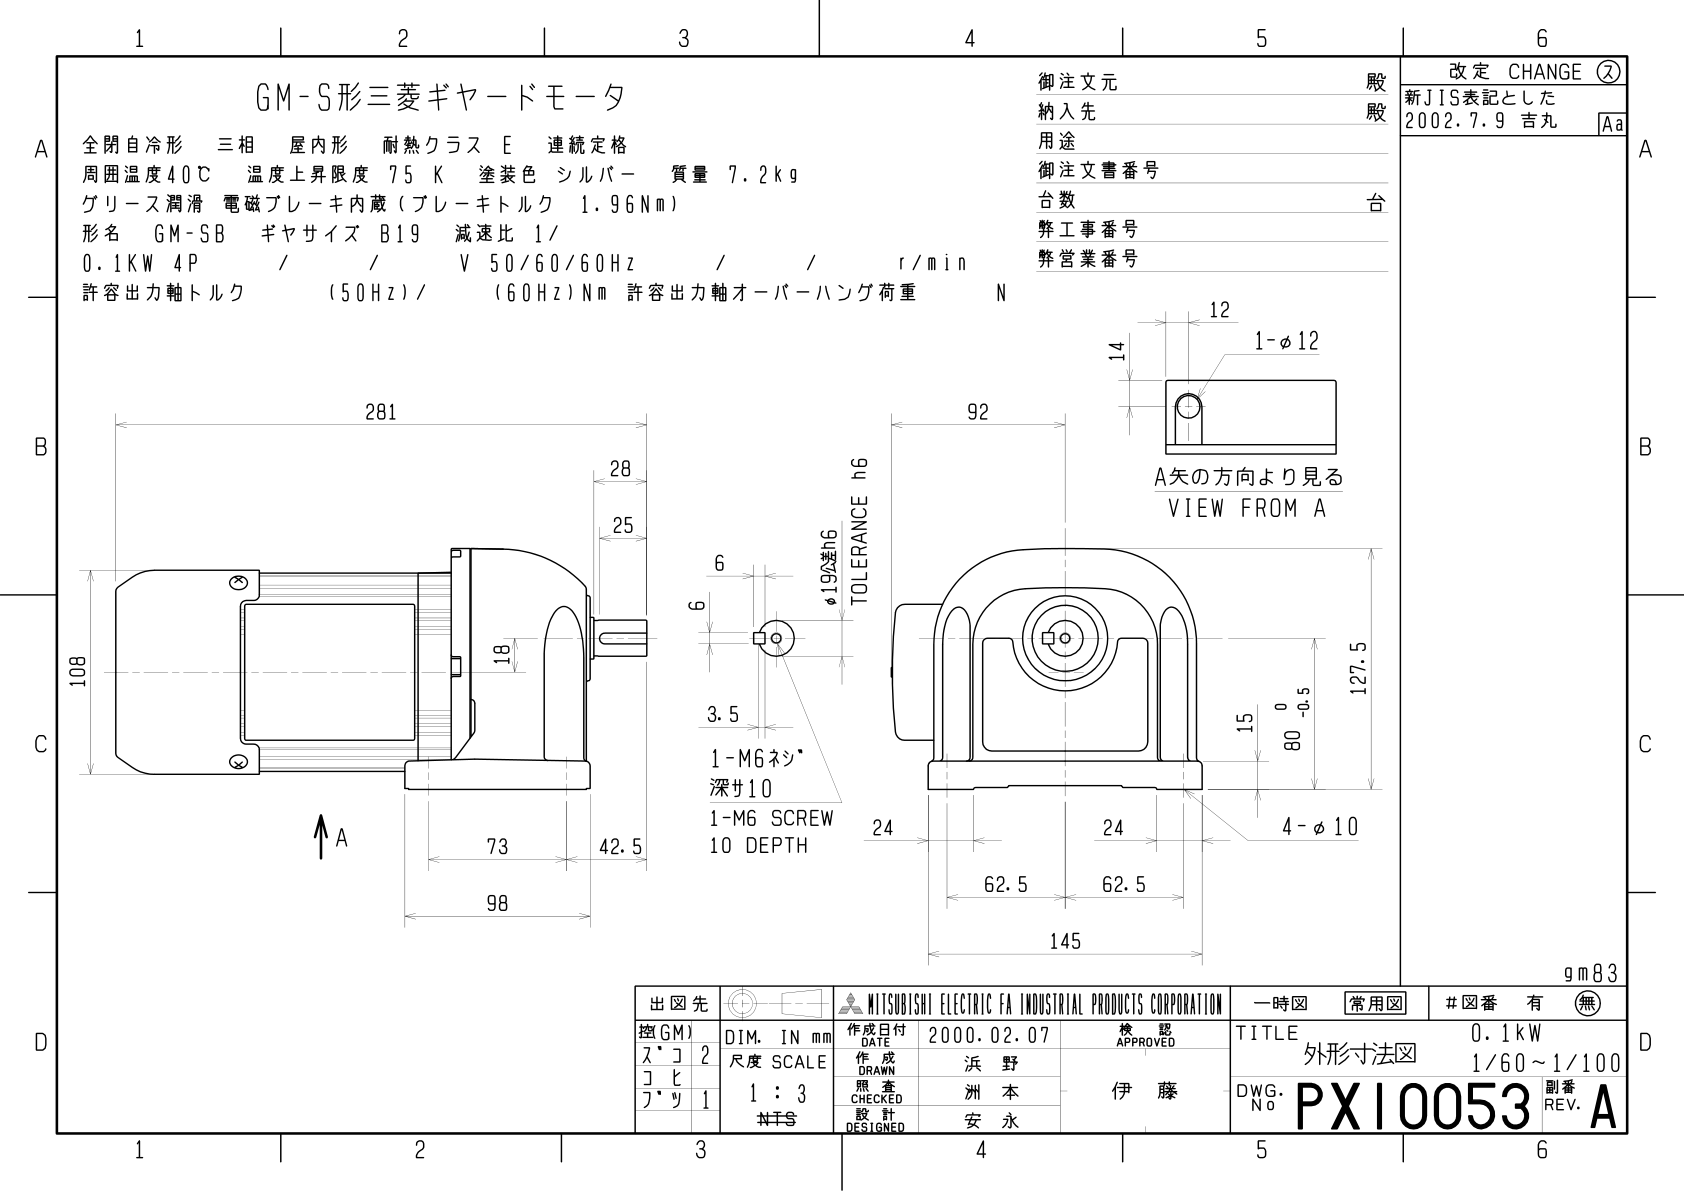 1 2 3 4 5 6
A
B
C
D
GM-S形三菱ギヤードモータ
全閉自冷形 三相 屋内形 耐熱クラス E 連続定格
周囲温度40℃ 温度上昇限度 75 K 塗装色 シルバー 質量 7.2kg
グリース潤滑 電磁ブレーキ内蔵(ブレーキトルク 1.96Nm)
形名 GM-SB ギヤサイズ B19 減速比 1/
0.1KW 4P / / V 50/60/60Hz / / r/min
許容出力軸トルク (50Hz)/ (60Hz)Nm 許容出力軸オーバーハング荷重 N
御注文元 殿
納入先 殿
用途
御注文書番号
台数 台
弊工事番号
弊営業番号
改定 CHANGE ス
新JIS表記とした
2002.7.9 吉丸 Aa
A
B
C
D
12
14
1-φ12
A矢の方向より見る
VIEW FROM A
281
28
25
108
18
A
73
42.5
98
6
6
3.5
φ19公差h6
TOLERANCE h6
1-M6ネジ
深サ10
1-M6 SCREW
10 DEPTH
92
127.5
80 0 -0.5
15
24
24
4-φ10
62.5
62.5
145
gm83
出図先
控(GM)
ズコ 2
コヒ
ブツ 1
DIM. IN mm
尺度 SCALE
1 : 3
NTS
MITSUBISHI ELECTRIC FA INDUSTRIAL PRODUCTS CORPORATION
作成日付 DATE 2000.02.07
作成 DRAWN 浜野
照査 CHECKED 洲本
設計 DESIGNED 安永
検認 APPROVED
伊藤
一時図 常用図 #図番 有 無
TITLE
外形寸法図
0.1kW
1/60~1/100
DWG. No PX10053
副番 REV. A
1 2 3 4 5 6